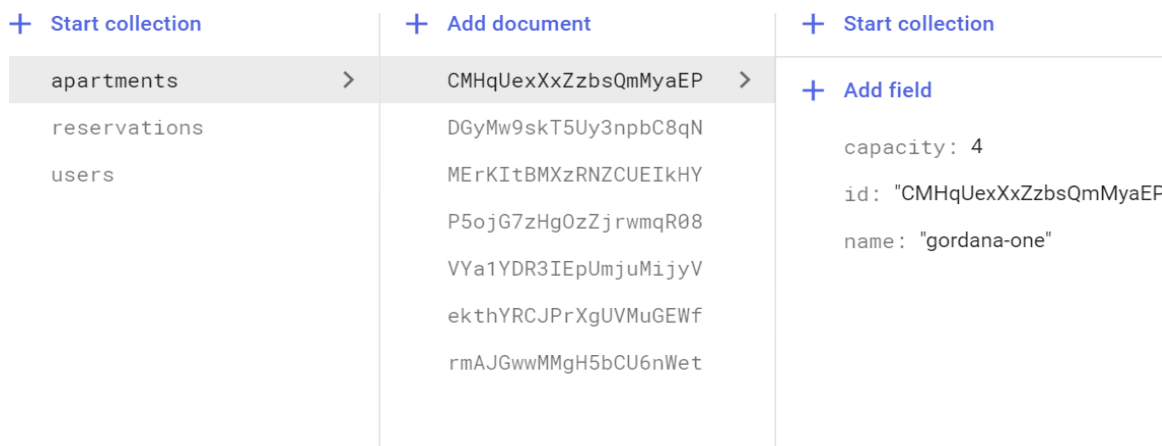 Start collection
apartments
reservations
users
Add document
CMHqUexXxZzbsQmMyaEP
DGyMw9skT5Uy3npbC8qN
MErKItBMXzRNZCUEIkHY
P5ojG7zHgOzZjrwmqR08
VYa1YDR3IEpUmjuMijyV
ekthYRCJPrXgUVMuGEWf
rmAJGwwMMgH5bCU6nWet
Start collection
Add field
capacity: 4
id: "CMHqUexXxZzbsQmMyaEP
name: "gordana-one"